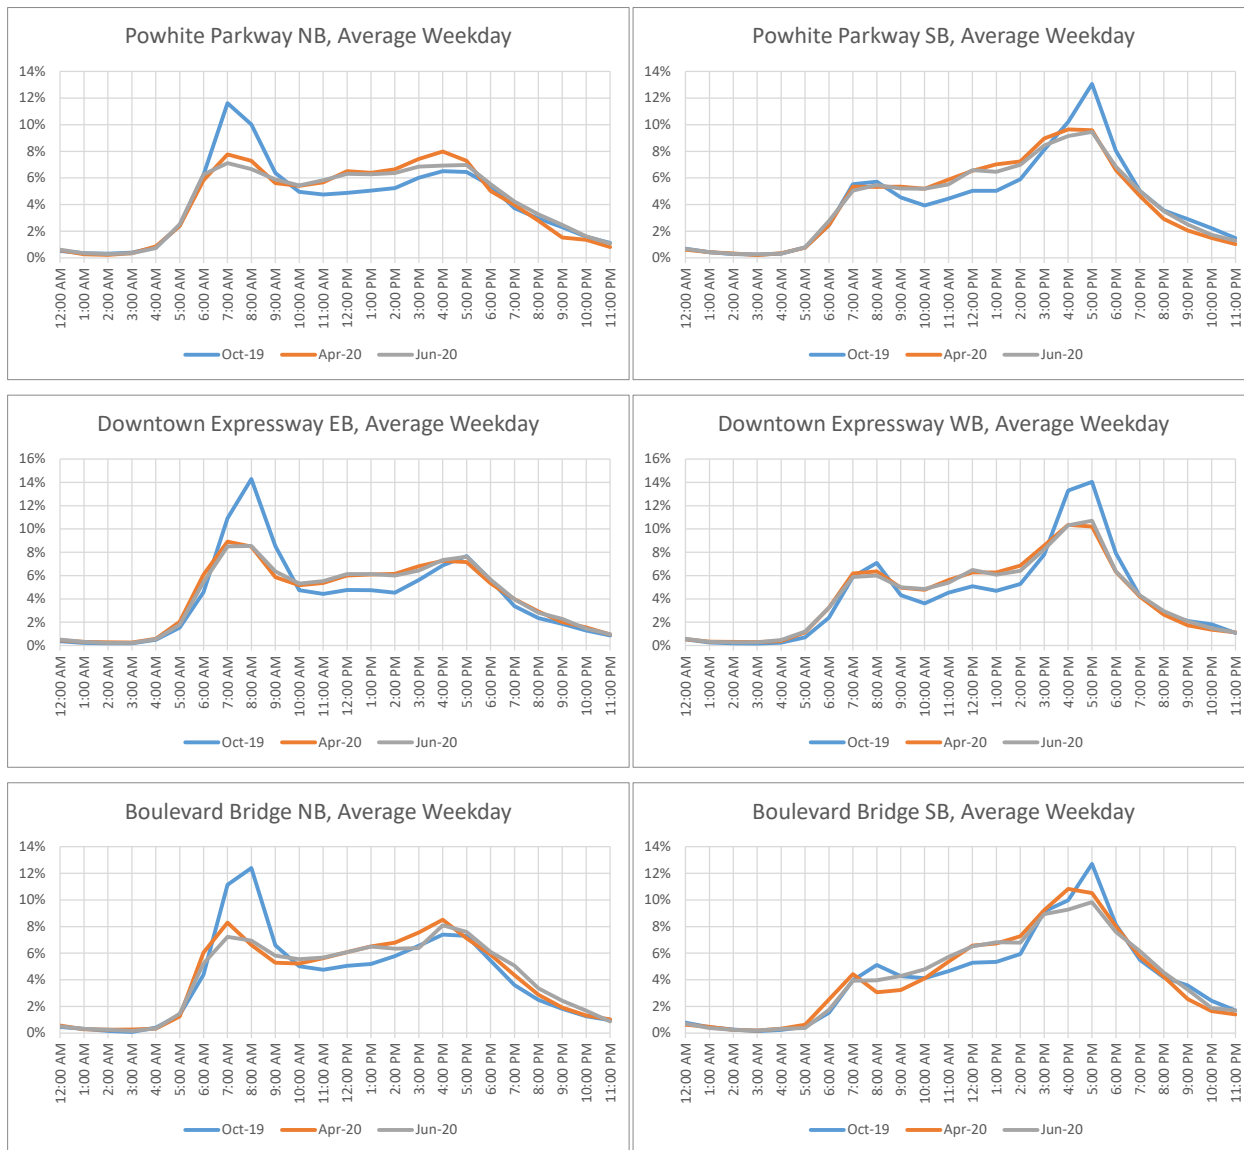 Powhite Parkway NB, Average Weekday
14%
12%
10%
8%
6%
4%
2%
0%
12:00 AM
1:00 AM
2:00 AM
3:00 AM
4:00 AM
5:00 AM
6:00 AM
7:00 AM
8:00 AM
9:00 AM
10:00 AM
11:00 AM
12:00 PM
1:00 PM
2:00 PM
3:00 PM
4:00 PM
5:00 PM
6:00 PM
7:00 PM
8:00 PM
9:00 PM
10:00 PM
11:00 PM
Oct-19 Apr-20 Jun-20
Powhite Parkway SB, Average Weekday
14%
12%
10%
8%
6%
4%
2%
0%
12:00 AM
1:00 AM
2:00 AM
3:00 AM
4:00 AM
5:00 AM
6:00 AM
7:00 AM
8:00 AM
9:00 AM
10:00 AM
11:00 AM
12:00 PM
1:00 PM
2:00 PM
3:00 PM
4:00 PM
5:00 PM
6:00 PM
7:00 PM
8:00 PM
9:00 PM
10:00 PM
11:00 PM
Oct-19 Apr-20 Jun-20
Downtown Expressway EB, Average Weekday
16%
14%
12%
10%
8%
6%
4%
2%
0%
12:00 AM
1:00 AM
2:00 AM
3:00 AM
4:00 AM
5:00 AM
6:00 AM
7:00 AM
8:00 AM
9:00 AM
10:00 AM
11:00 AM
12:00 PM
1:00 PM
2:00 PM
3:00 PM
4:00 PM
5:00 PM
6:00 PM
7:00 PM
8:00 PM
9:00 PM
10:00 PM
11:00 PM
Oct-19 Apr-20 Jun-20
Downtown Expressway WB, Average Weekday
16%
14%
12%
10%
8%
6%
4%
2%
0%
12:00 AM
1:00 AM
2:00 AM
3:00 AM
4:00 AM
5:00 AM
6:00 AM
7:00 AM
8:00 AM
9:00 AM
10:00 AM
11:00 AM
12:00 PM
1:00 PM
2:00 PM
3:00 PM
4:00 PM
5:00 PM
6:00 PM
7:00 PM
8:00 PM
9:00 PM
10:00 PM
11:00 PM
Oct-19 Apr-20 Jun-20
Boulevard Bridge NB, Average Weekday
14%
12%
10%
8%
6%
4%
2%
0%
12:00 AM
1:00 AM
2:00 AM
3:00 AM
4:00 AM
5:00 AM
6:00 AM
7:00 AM
8:00 AM
9:00 AM
10:00 AM
11:00 AM
12:00 PM
1:00 PM
2:00 PM
3:00 PM
4:00 PM
5:00 PM
6:00 PM
7:00 PM
8:00 PM
9:00 PM
10:00 PM
11:00 PM
Oct-19 Apr-20 Jun-20
Boulevard Bridge SB, Average Weekday
14%
12%
10%
8%
6%
4%
2%
0%
12:00 AM
1:00 AM
2:00 AM
3:00 AM
4:00 AM
5:00 AM
6:00 AM
7:00 AM
8:00 AM
9:00 AM
10:00 AM
11:00 AM
12:00 PM
1:00 PM
2:00 PM
3:00 PM
4:00 PM
5:00 PM
6:00 PM
7:00 PM
8:00 PM
9:00 PM
10:00 PM
11:00 PM
Oct-19 Apr-20 Jun-20